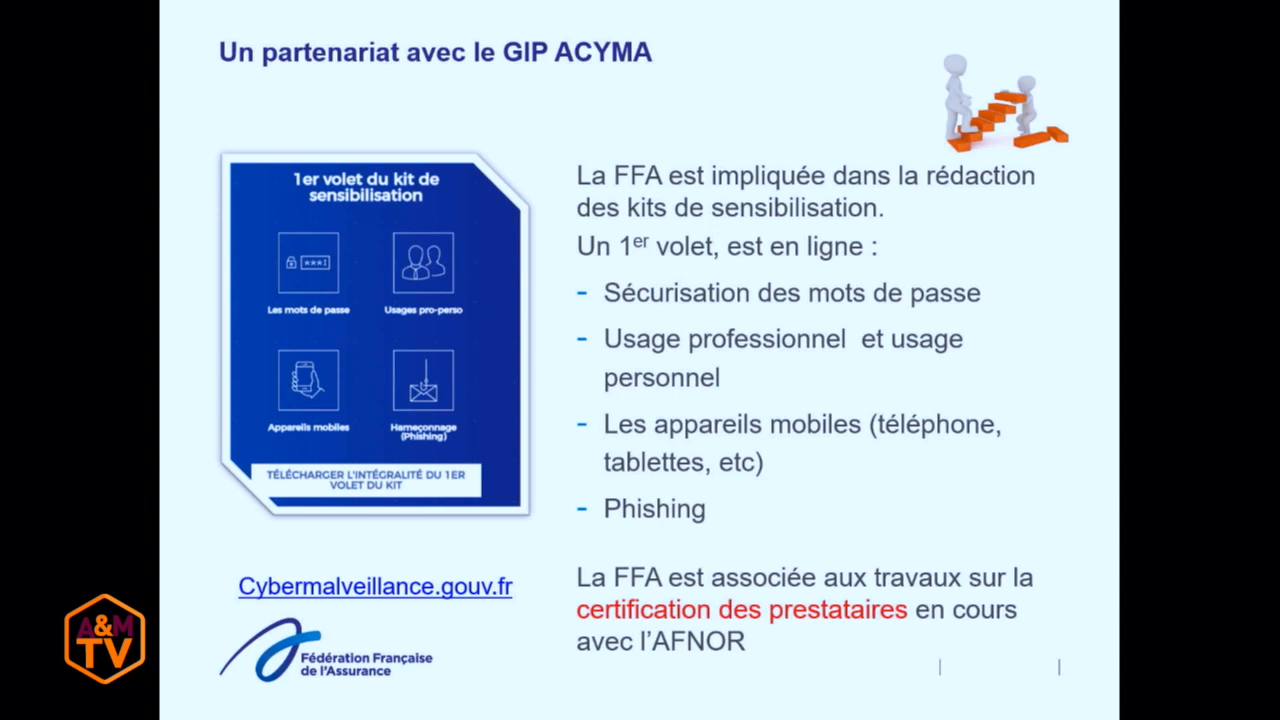 Un partenariat avec le GIP ACYMA
1er volet du kit de
sensibilisation
***I
Les mots de passe
Usages pro-perso
Appareils mobiles
Hameçonnage
(Phishing)
TÉLÉCHARGER L'INTÉGRALITÉ DU 1ER
VOLET DU KIT
Cybermalveillance.gouv.fr
Fédération Française
de l'Assurance
La FFA est impliquée dans la rédaction
des kits de sensibilisation.
Un 1er volet, est en ligne :
- Sécurisation des mots de passe
- Usage professionnel et usage
personnel
- Les appareils mobiles (téléphone,
tablettes, etc)
- Phishing
La FFA est associée aux travaux sur la
certification des prestataires en cours
avec l'AFNOR
A&M
TV